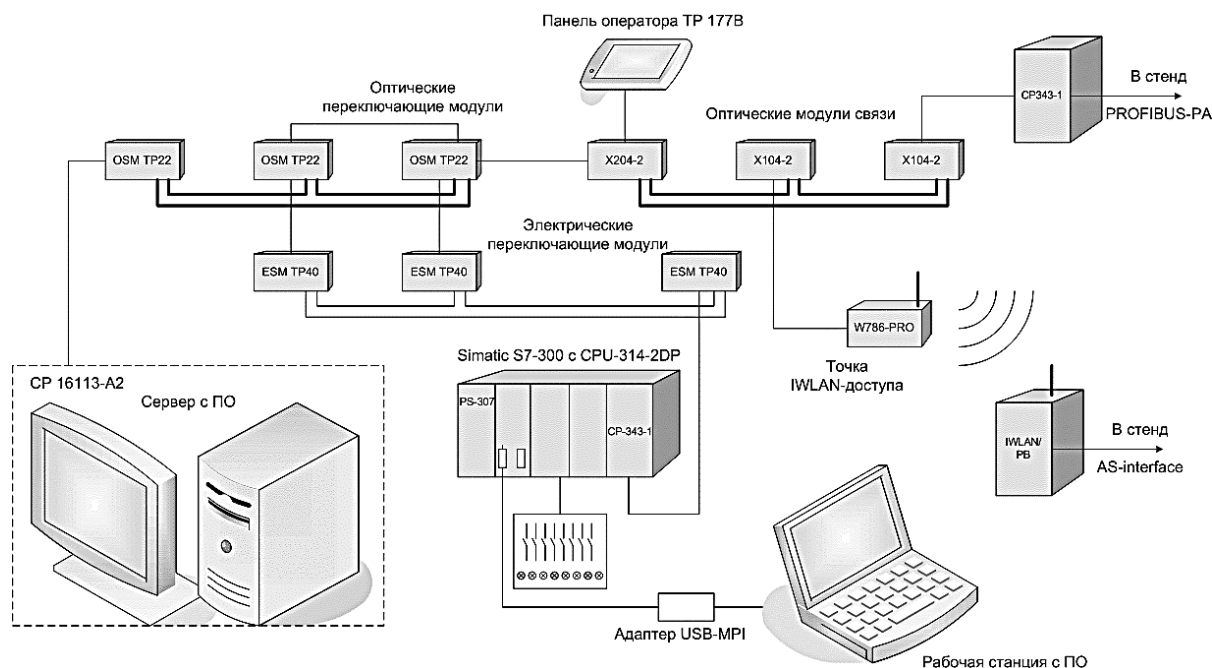 Панель оператора TP 177B
Оптические
переключающие модули
Оптические модули связи
CP343-1
В стенд
PROFIBUS-PA
OSM TP22
OSM TP22
OSM TP22
X204-2
X104-2
X104-2
Электрические
переключающие модули
ESM TP40
ESM TP40
ESM TP40
W786-PRO
Точка
IWLAN-доступа
Simatic S7-300 с CPU-314-2DP
PS-307
CP-343-1
CP 16113-A2
Сервер с ПО
IWLAN/
PB
В стенд
AS-interface
Адаптер USB-MPI
Рабочая станция с ПО